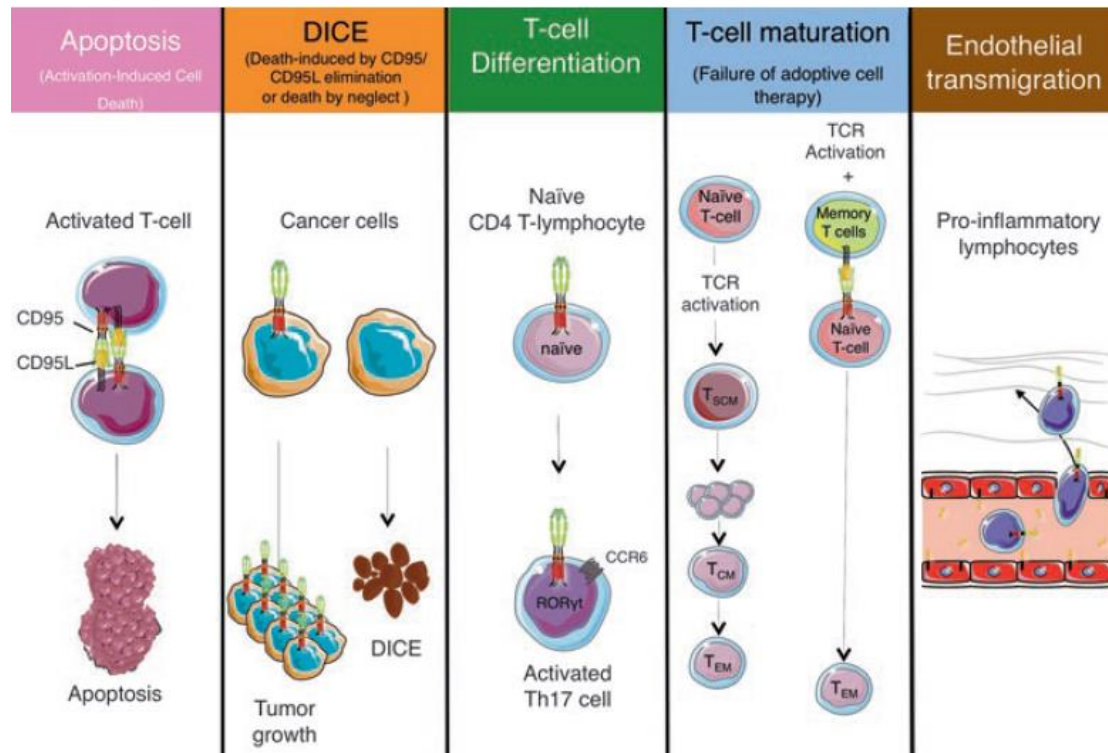 Apoptosis
(Activation-Induced Cell
Death)
Activated T-cell
CD95
CD95L
Apoptosis
DICE
(Death-induced by CD95/
CD95L elimination
or death by neglect )
Cancer cells
Tumor
growth
DICE
T-cell
Differentiation
Naïve
CD4 T-lymphocyte
naïve
CCR6
RORγt
Activated
Th17 cell
T-cell maturation
(Failure of adoptive cell
therapy)
Naïve
T-cell
TCR
activation
TSCM
TCM
TEM
TCR
Activation
+
Memory
T cells
Naïve
T-cell
TEM
Endothelial
transmigration
Pro-inflammatory
lymphocytes